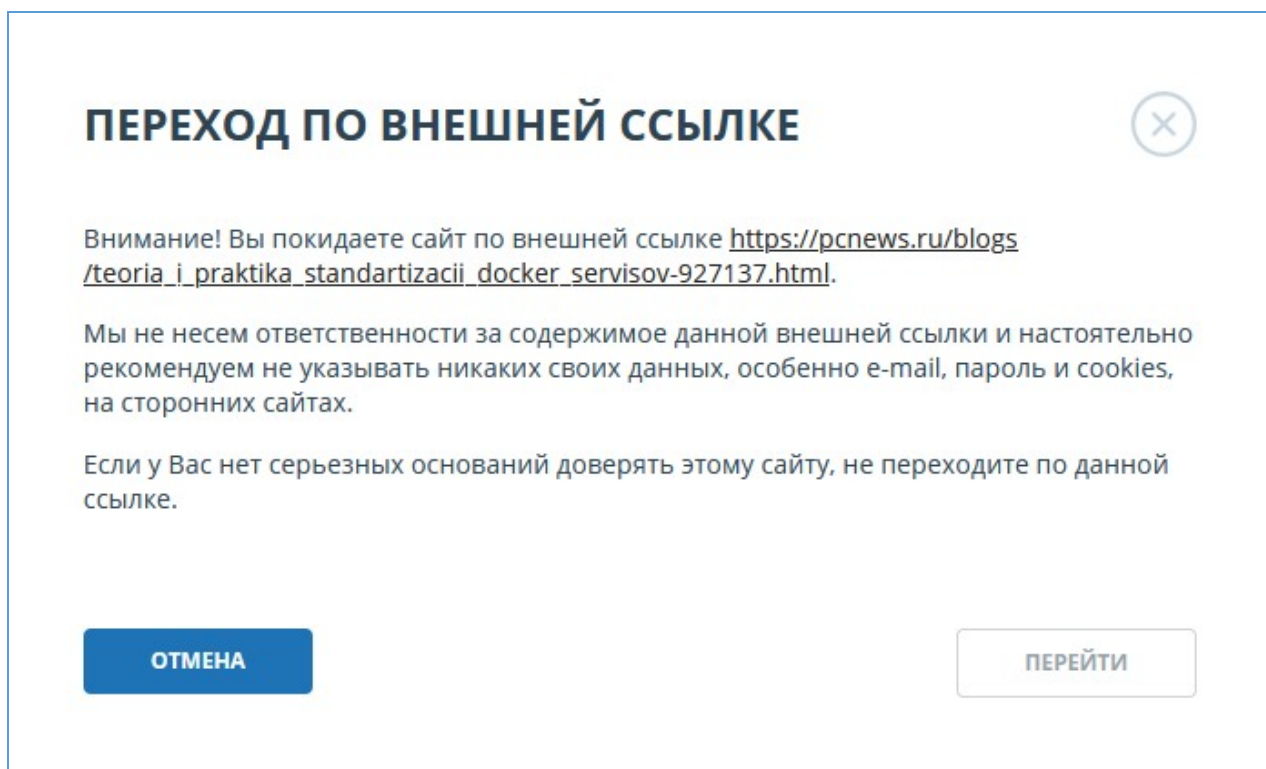 ПЕРЕХОД ПО ВНЕШНЕЙ ССЫЛКЕ
Внимание! Вы покидаете сайт по внешней ссылке https://pcnews.ru/blogs
/teoria_i_praktika_standartizacii_docker_servisov-927137.html.
Мы не несем ответственности за содержимое данной внешней ссылки и настоятельно
рекомендуем не указывать никаких своих данных, особенно e-mail, пароль и cookies,
на сторонних сайтах.
Если у Вас нет серьезных оснований доверять этому сайту, не переходите по данной
ссылке.
ОТМЕНА
ПЕРЕЙТИ